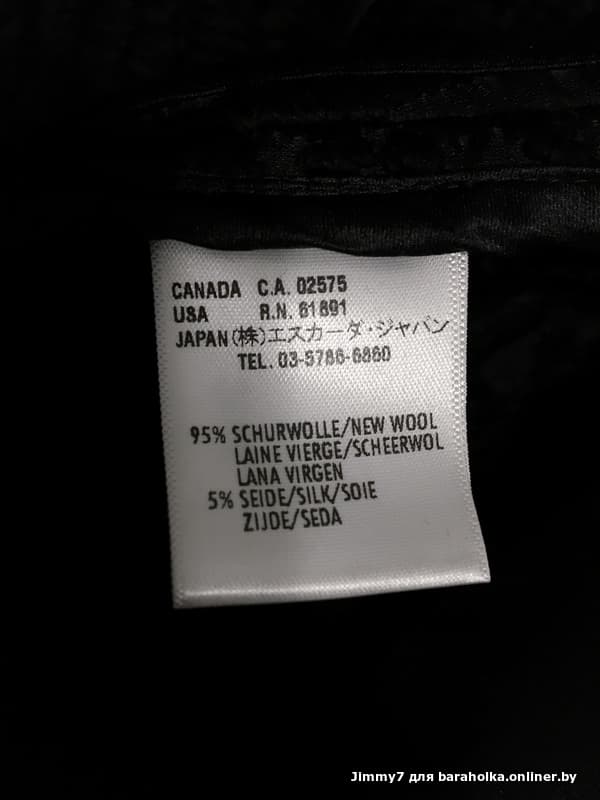 CANADA C.A. 02575
USA R.N. 61891
JAPAN(株)エスカーダ・ジャパン
TEL. 03-5786-6860
95% SCHURWOLLE/NEW WOOL
LAINE VIERGE/SCHEERWOL
LANA VIRGEN
5% SEIDE/SILK/SOIE
ZIJDE/SEDA
Jimmy7 для baraholka.onliner.by